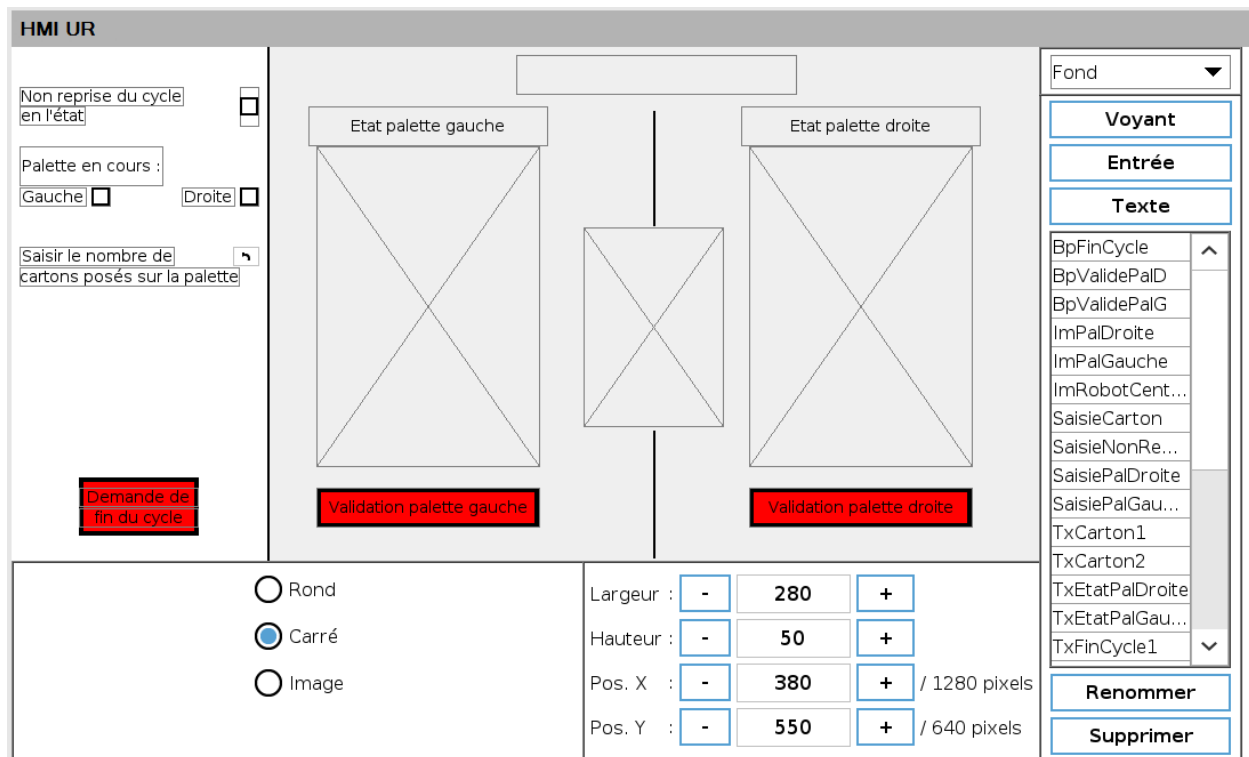 HMI UR
Non reprise du cycle
en l'état
Palette en cours :
Gauche
Droite
Saisir le nombre de
cartons posés sur la palette
Demande de
fin du cycle
Etat palette gauche
Etat palette droite
Validation palette gauche
Validation palette droite
Fond
Voyant
Entrée
Texte
BpFinCycle
BpValidePalD
BpValidePalG
ImPalDroite
ImPalGauche
ImRobotCent...
SaisieCarton
SaisieNonRe...
SaisiePalDroite
SaisiePalGau...
TxCarton1
TxCarton2
TxEtatPalDroite
TxEtatPalGau...
TxFinCycle1
Renommer
Supprimer
Rond
Carré
Image
Largeur : - 280 +
Hauteur : - 50 +
Pos. X : - 380 + / 1280 pixels
Pos. Y : - 550 + / 640 pixels